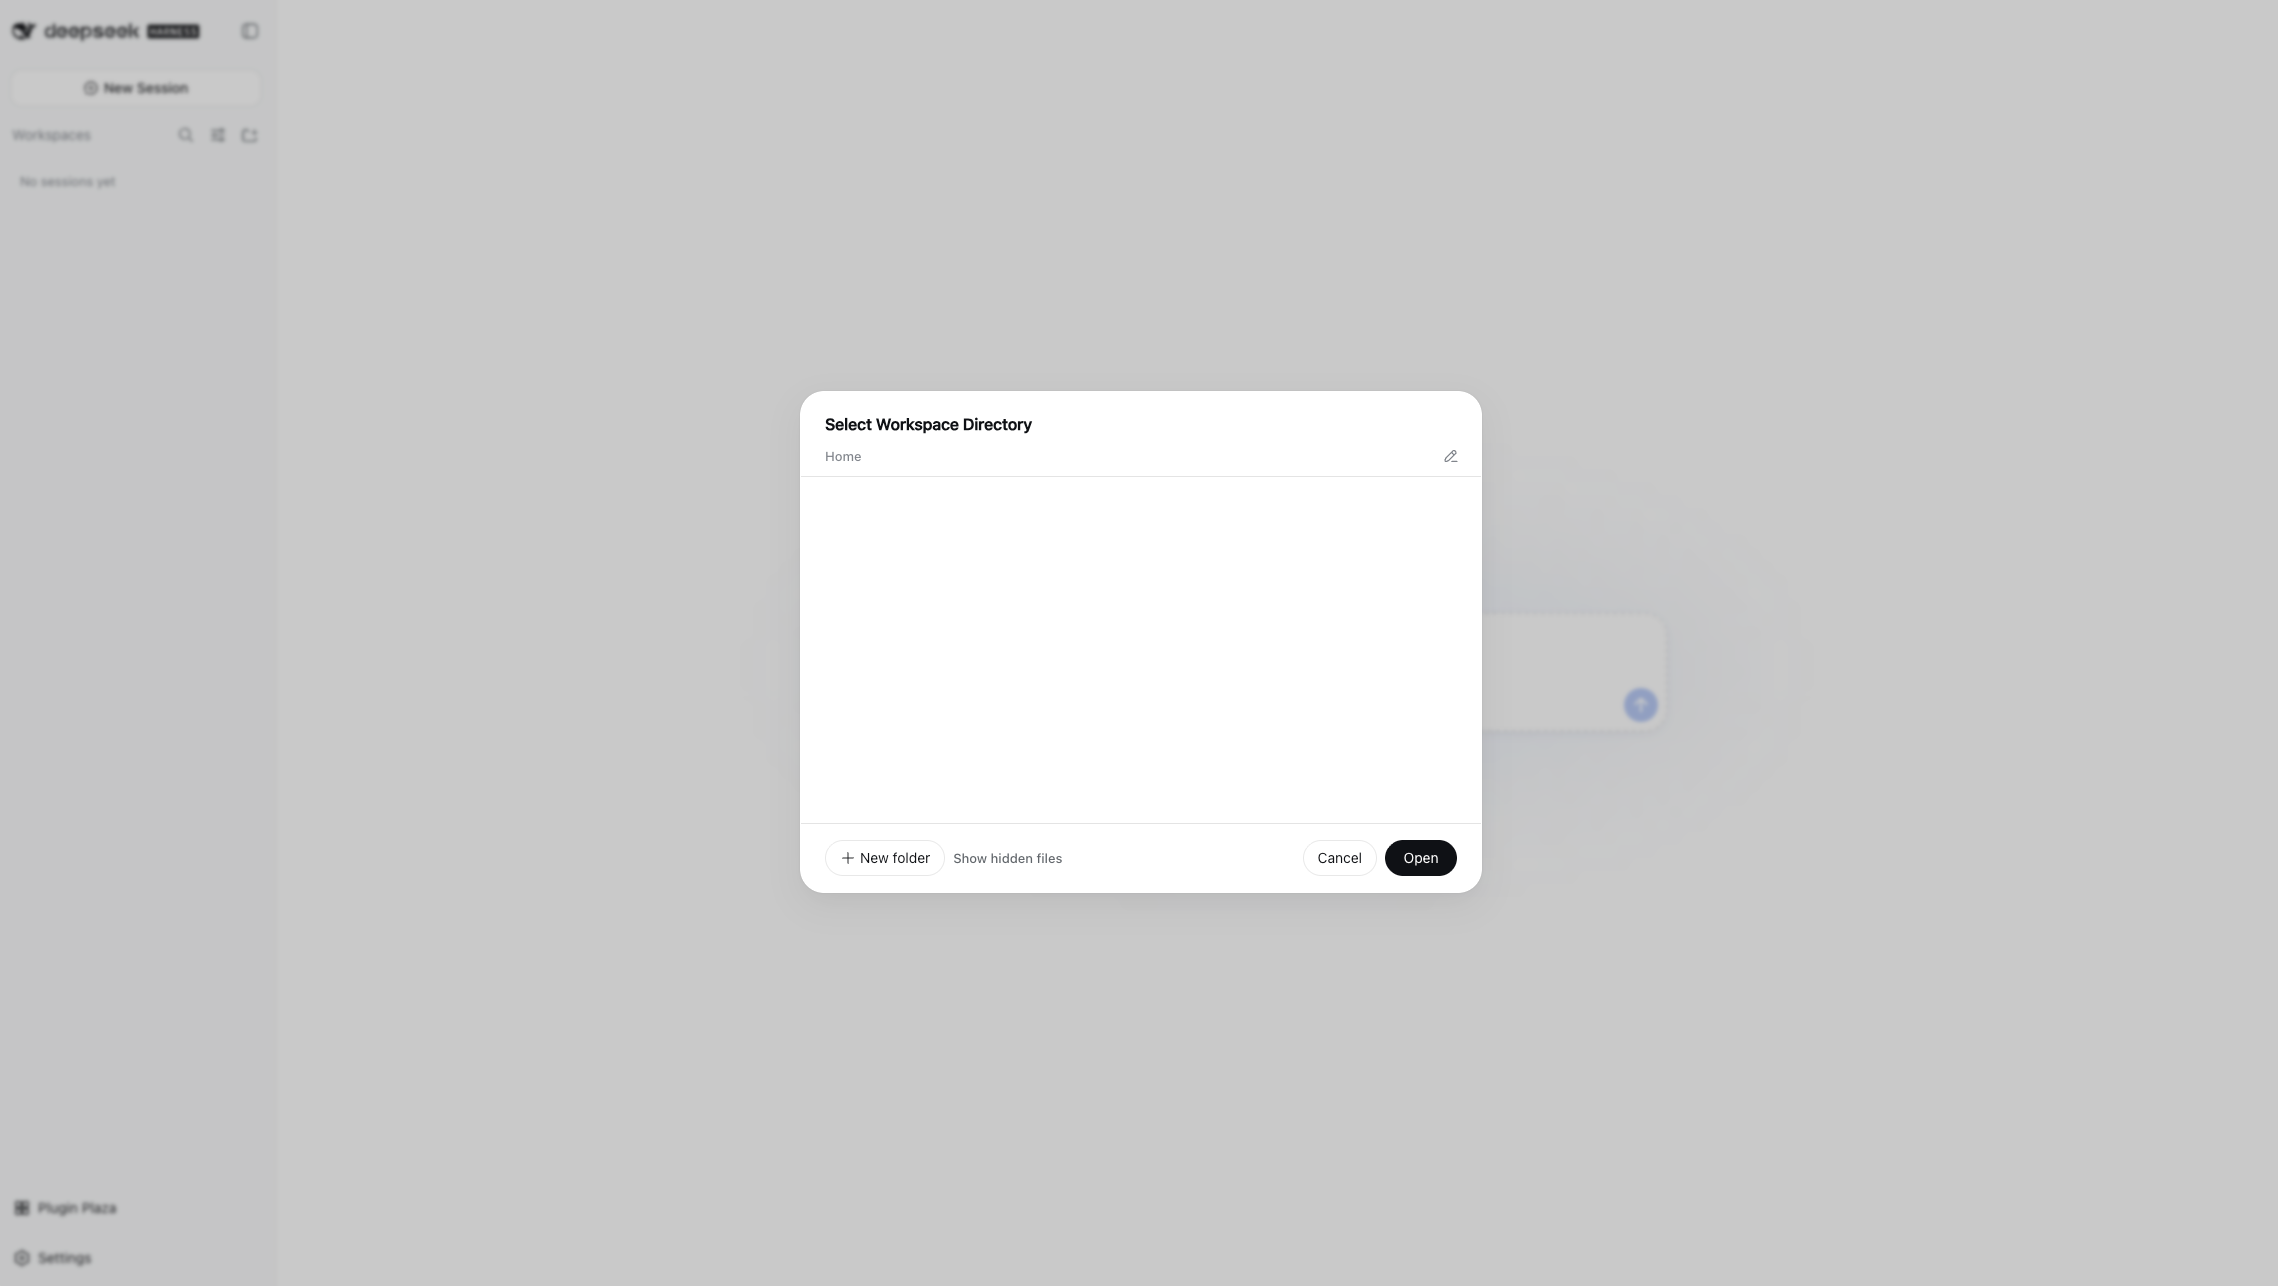 deepseek HARNESS
New Session
Workspaces
No sessions yet
Select Workspace Directory
Home
New folder
Show hidden files
Cancel
Open
Plugin Plaza
Settings